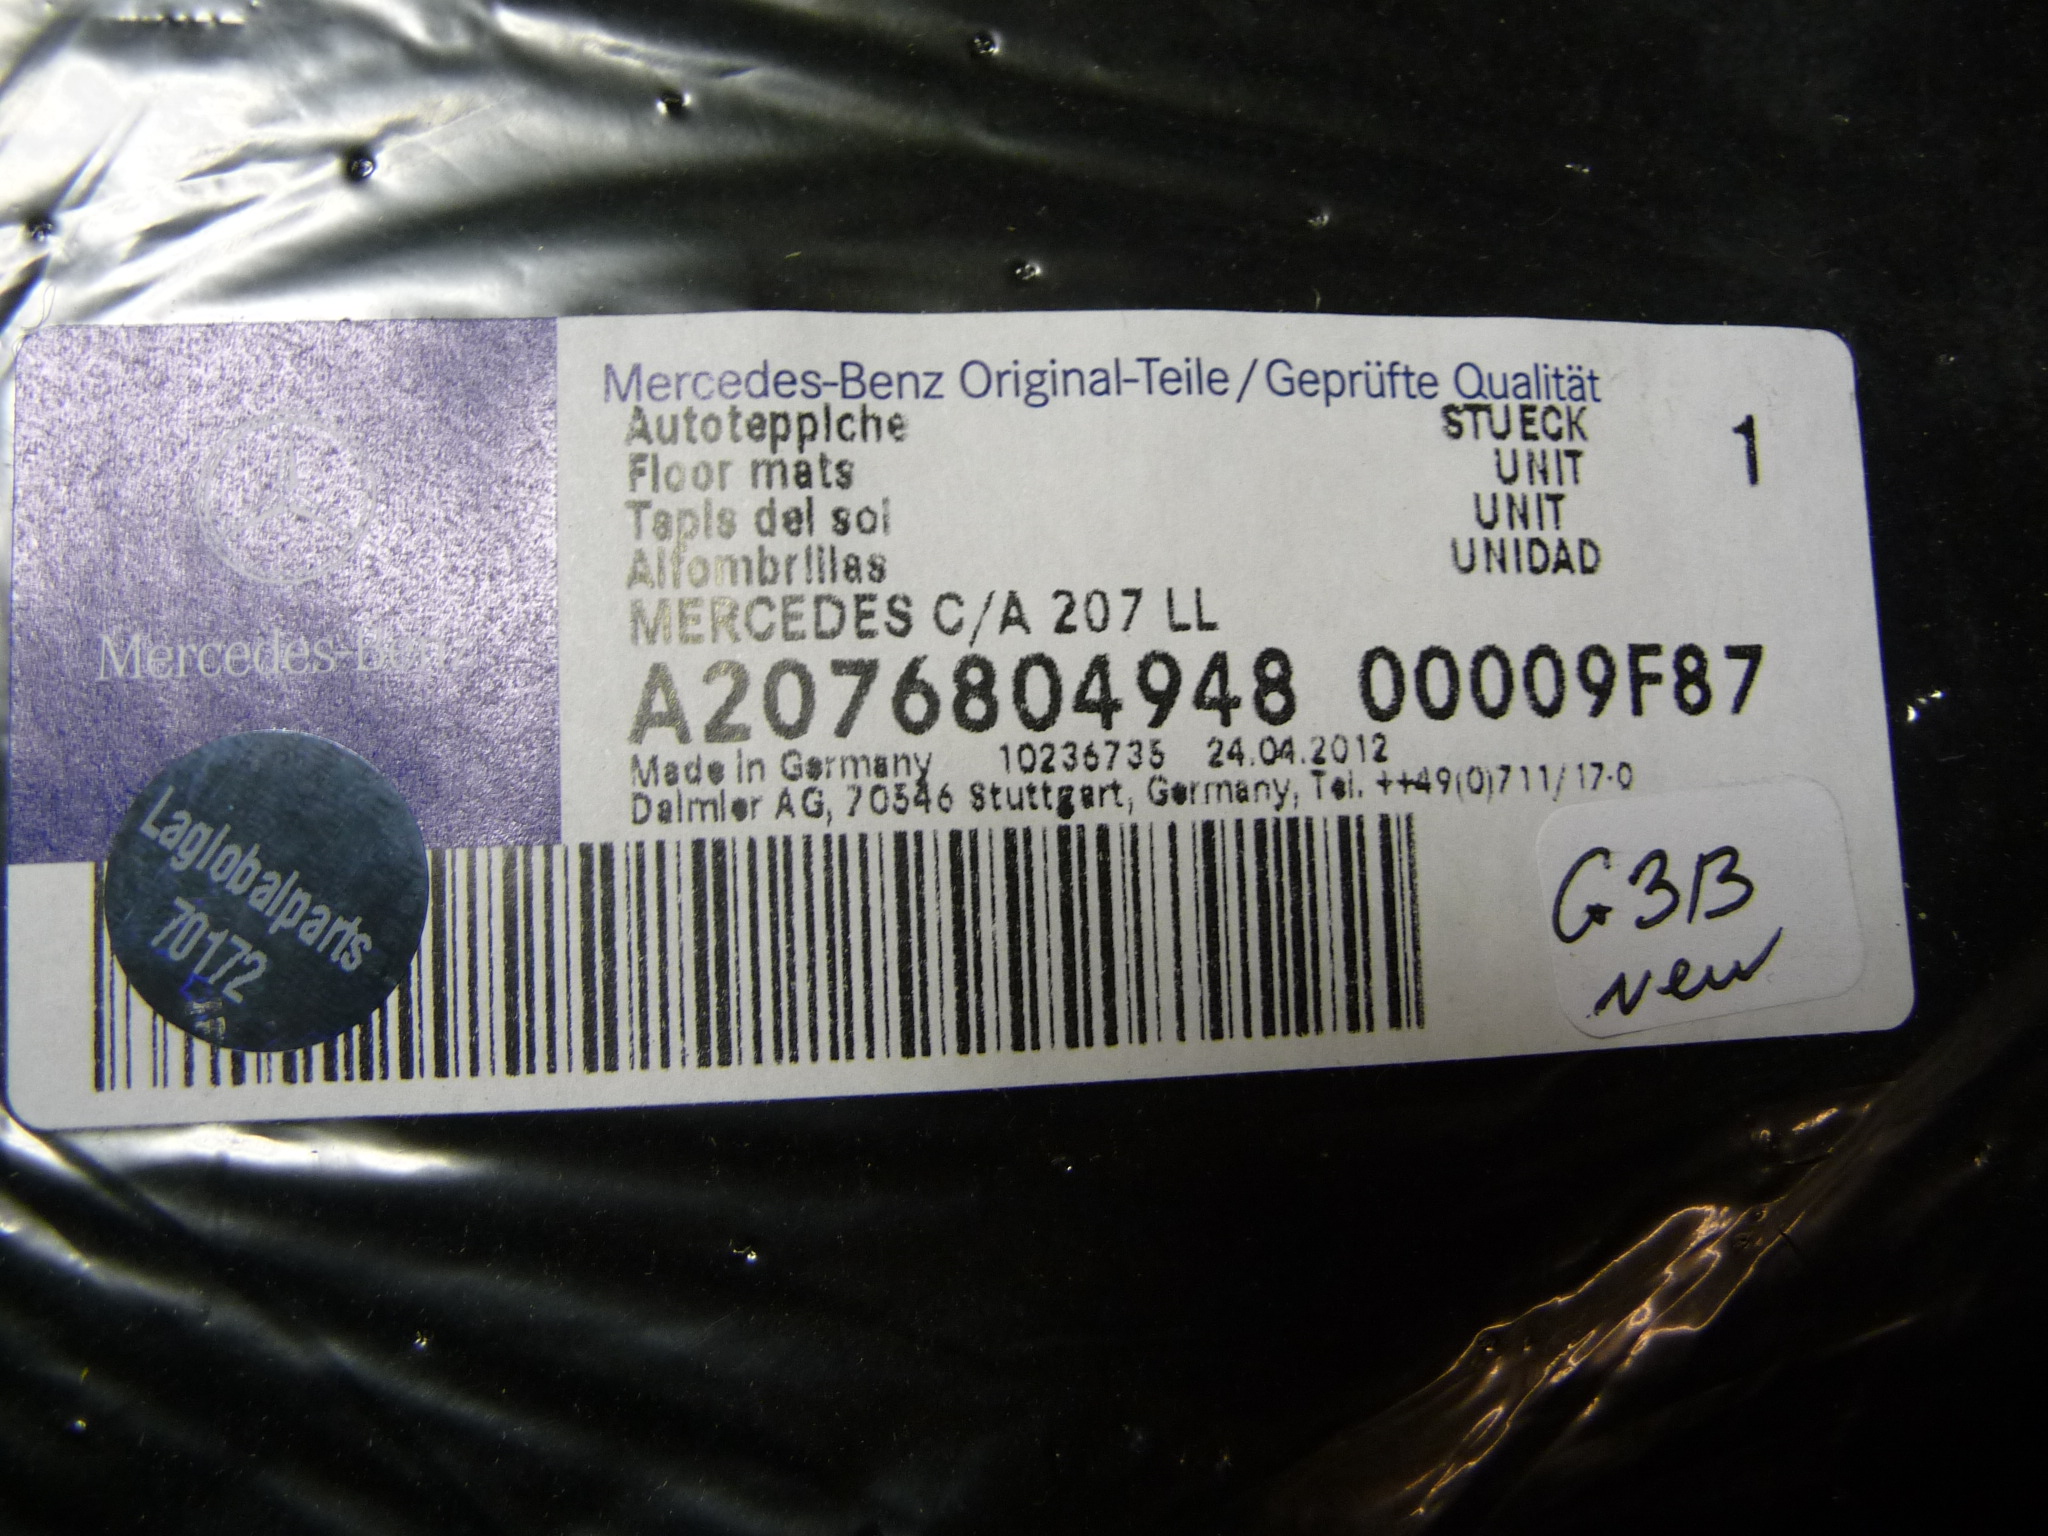 Mercedes-Benz Original-Teile / Geprüfte Qualität
Autoteppiche STUECK 1
Floor mats UNIT
Tapis del sol UNIT
Alfombrillas UNIDAD
MERCEDES C/A 207 LL
A2076804948 00009F87
Made in Germany 10236735 24.04.2012
Daimler AG, 70546 Stuttgart, Germany, Tel. ++49(0)711/17-0
Mercedes-Benz
Laglobalparts
70172
G3B
new